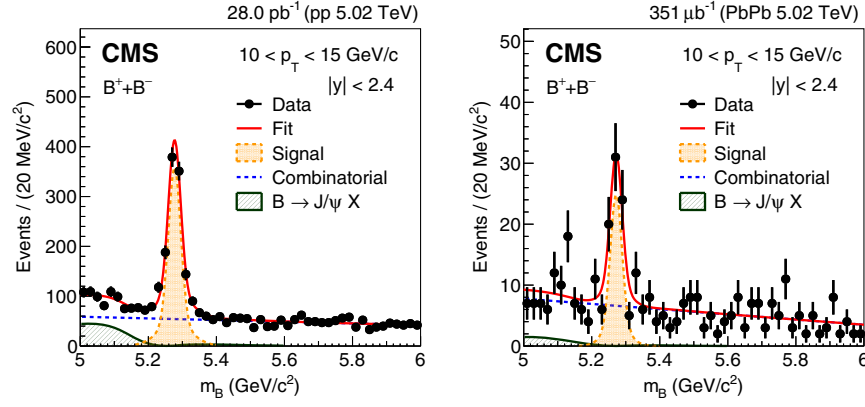 28.0 pb⁻¹ (pp 5.02 TeV)
CMS
10 < p_T < 15 GeV/c
B⁺+B⁻
|y| < 2.4
Data
Fit
Signal
Combinatorial
B → J/ψ X
Events / (20 MeV/c²)
600
500
400
300
200
100
0
5
5.2
5.4
5.6
5.8
6
m_B (GeV/c²)
351 μb⁻¹ (PbPb 5.02 TeV)
CMS
10 < p_T < 15 GeV/c
B⁺+B⁻
|y| < 2.4
Data
Fit
Signal
Combinatorial
B → J/ψ X
Events / (20 MeV/c²)
50
40
30
20
10
0
5
5.2
5.4
5.6
5.8
6
m_B (GeV/c²)